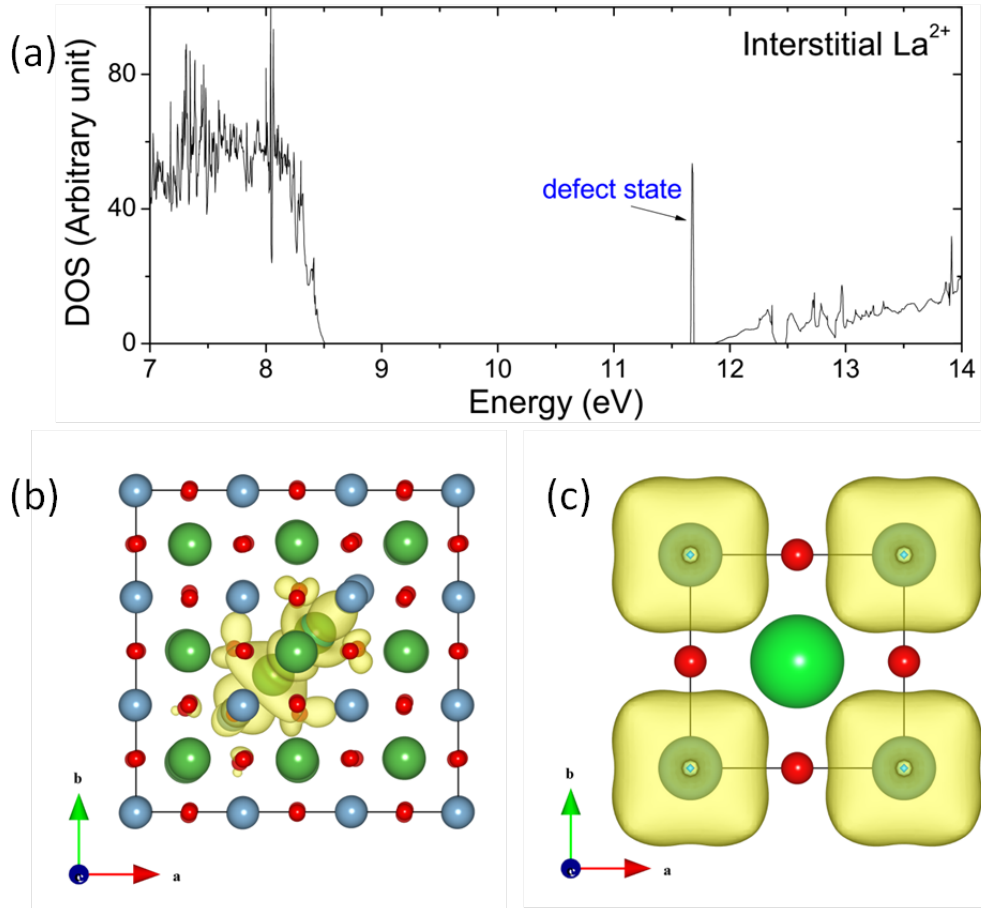 (a)
Interstitial La²⁺
80
40
0
DOS (Arbitrary unit)
defect state
7 8 9 10 11 12 13 14
Energy (eV)
(b)
(c)
b
a
b
a